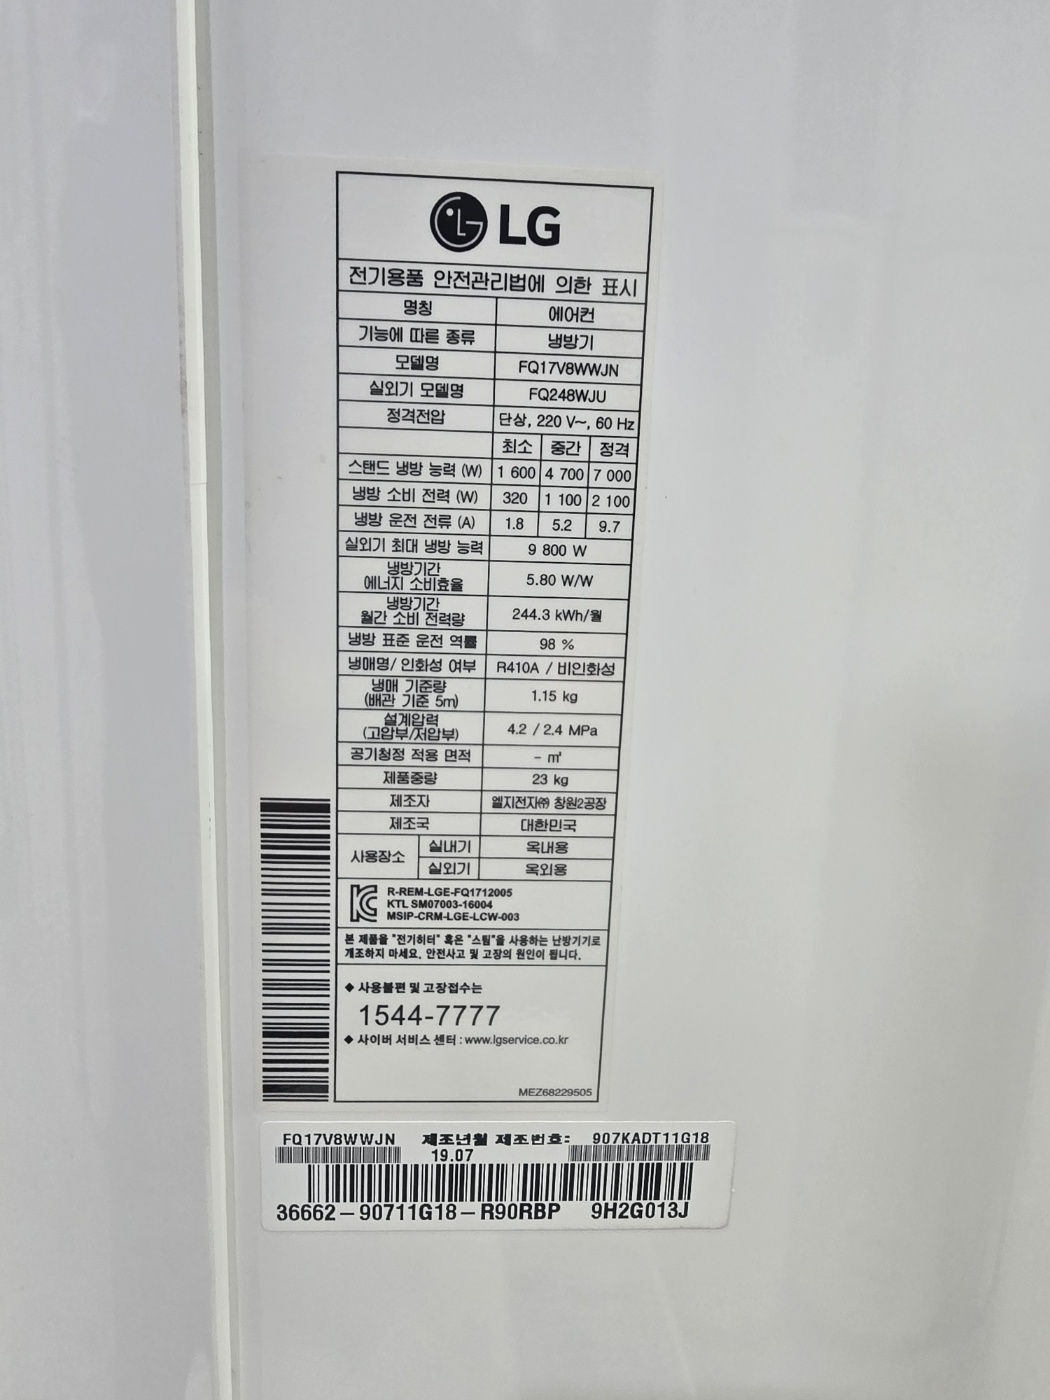 LG
전기용품 안전관리법에 의한 표시
명칭 에어컨
기능에 따른 종류 냉방기
모델명 FQ17V8WWJN
실외기 모델명 FQ248WJU
정격전압 단상, 220 V~, 60 Hz
최소 중간 정격
스탠드 냉방 능력 (W) 1 600 4 700 7 000
냉방 소비 전력 (W) 320 1 100 2 100
냉방 운전 전류 (A) 1.8 5.2 9.7
실외기 최대 냉방 능력 9 800 W
냉방기간
에너지 소비효율 5.80 W/W
냉방기간
월간 소비 전력량 244.3 kWh/월
냉방 표준 운전 역률 98 %
냉매명/ 인화성 여부 R410A / 비인화성
냉매 기준량
(배관 기준 5m) 1.15 kg
설계압력
(고압부/저압부) 4.2 / 2.4 MPa
공기청정 적용 면적 - ㎡
제품중량 23 kg
제조자 엘지전자㈜ 창원2공장
제조국 대한민국
사용장소 실내기 옥내용
실외기 옥외용
R-REM-LGE-FQ1712005
KTL SM07003-16004
MSIP-CRM-LGE-LCW-003
본 제품을 "전기히터" 혹은 "스팀"을 사용하는 난방기기로
개조하지 마세요. 안전사고 및 고장의 원인이 됩니다.
◆ 사용불편 및 고장접수는
1544-7777
◆ 사이버 서비스 센터 : www.lgservice.co.kr
MEZ68229505
FQ17V8WWJN 제조년월 제조번호: 907KADT11G18
19.07
36662-90711G18-R90RBP 9H2G013J